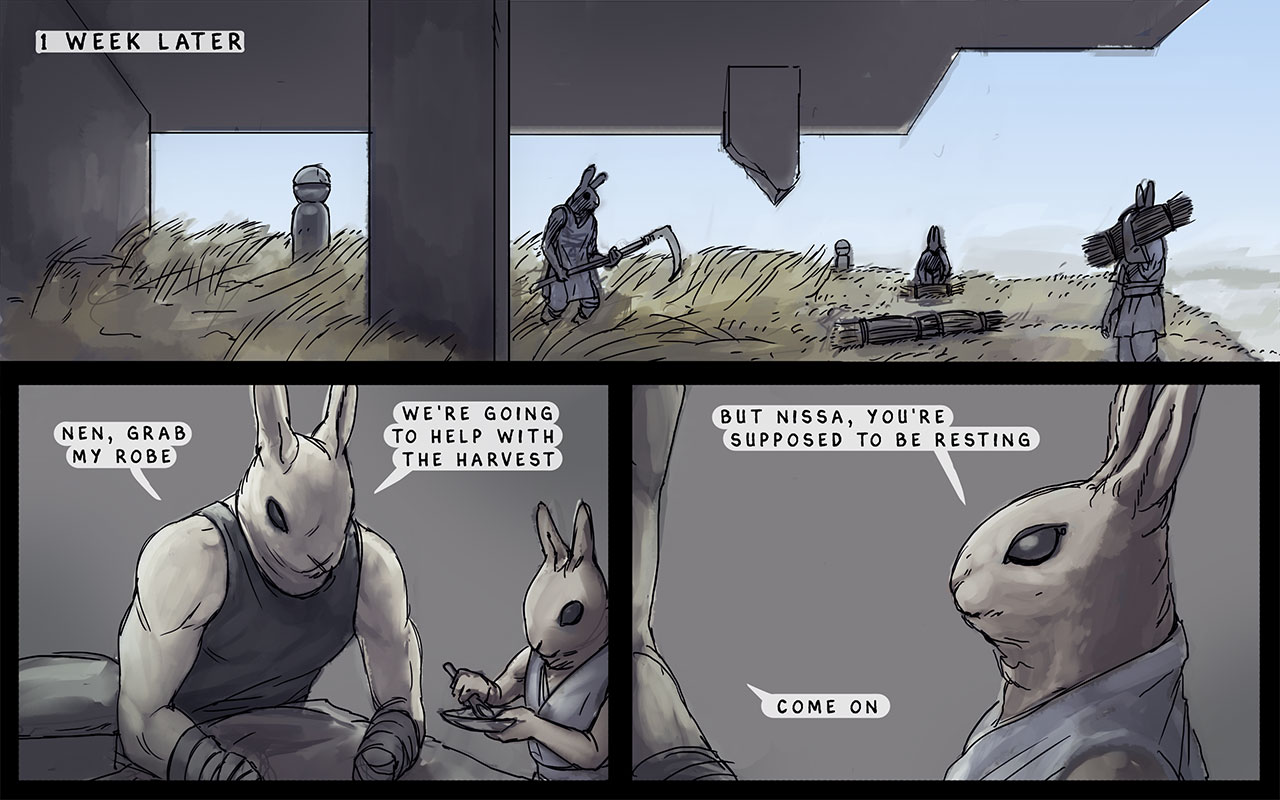 1 WEEK LATER
NEN, GRAB
MY ROBE
WE'RE GOING
TO HELP WITH
THE HARVEST
BUT NISSA, YOU'RE
SUPPOSED TO BE RESTING
COME ON